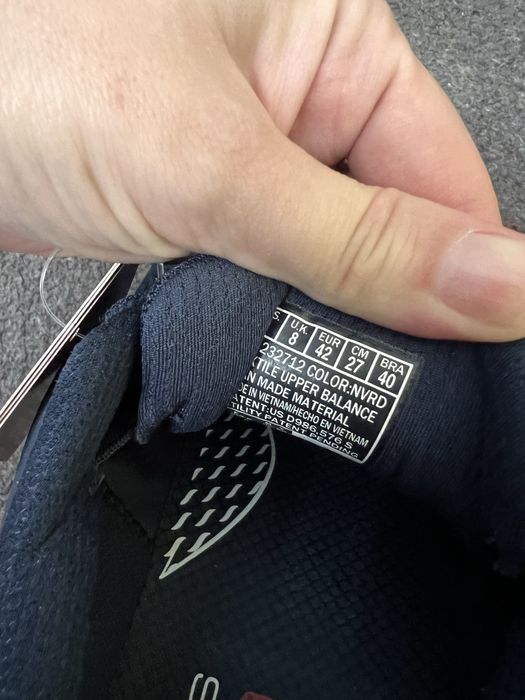 S. U.K. EUR CM BRA
8 42 27 40
232712 COLOR:NVRD
TILE UPPER BALANCE
N MADE MATERIAL
DE IN VIETNAM/HECHO EN VIETNAM
ATENT:US D986,576 S
TILITY PATENT PENDING
S